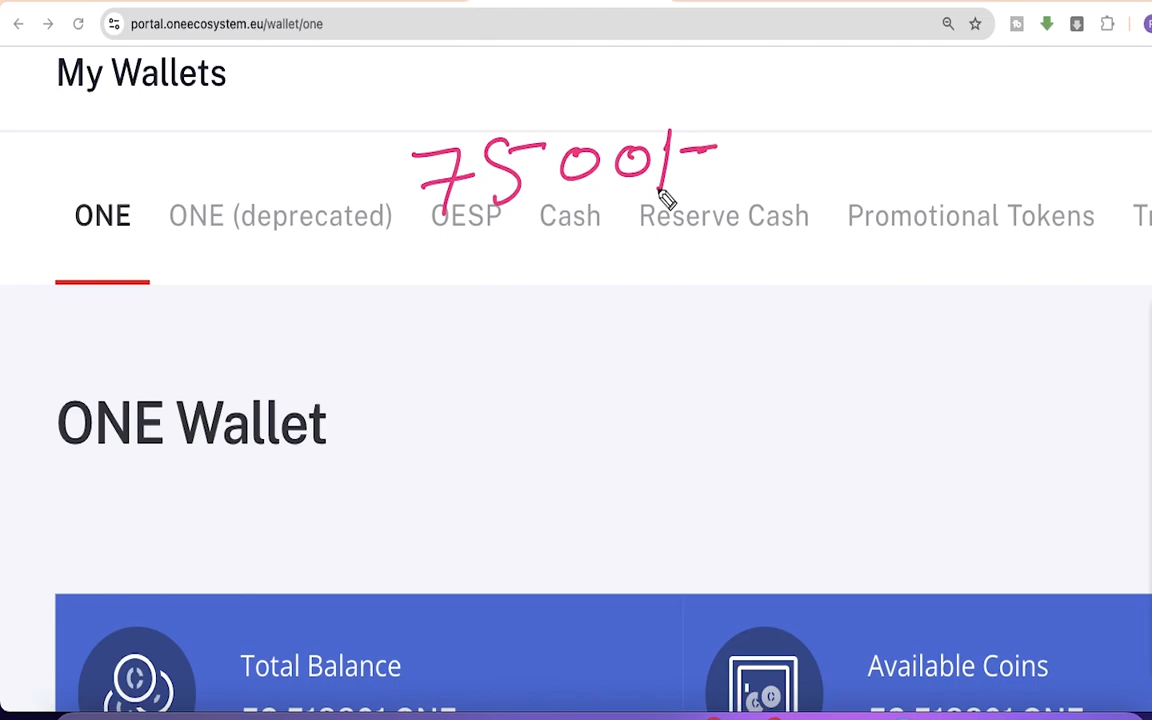 portal.oneecosystem.eu/wallet/one
My Wallets
7500/-
ONE ONE (deprecated) OESP Cash Reserve Cash Promotional Tokens
ONE Wallet
Total Balance
Available Coins